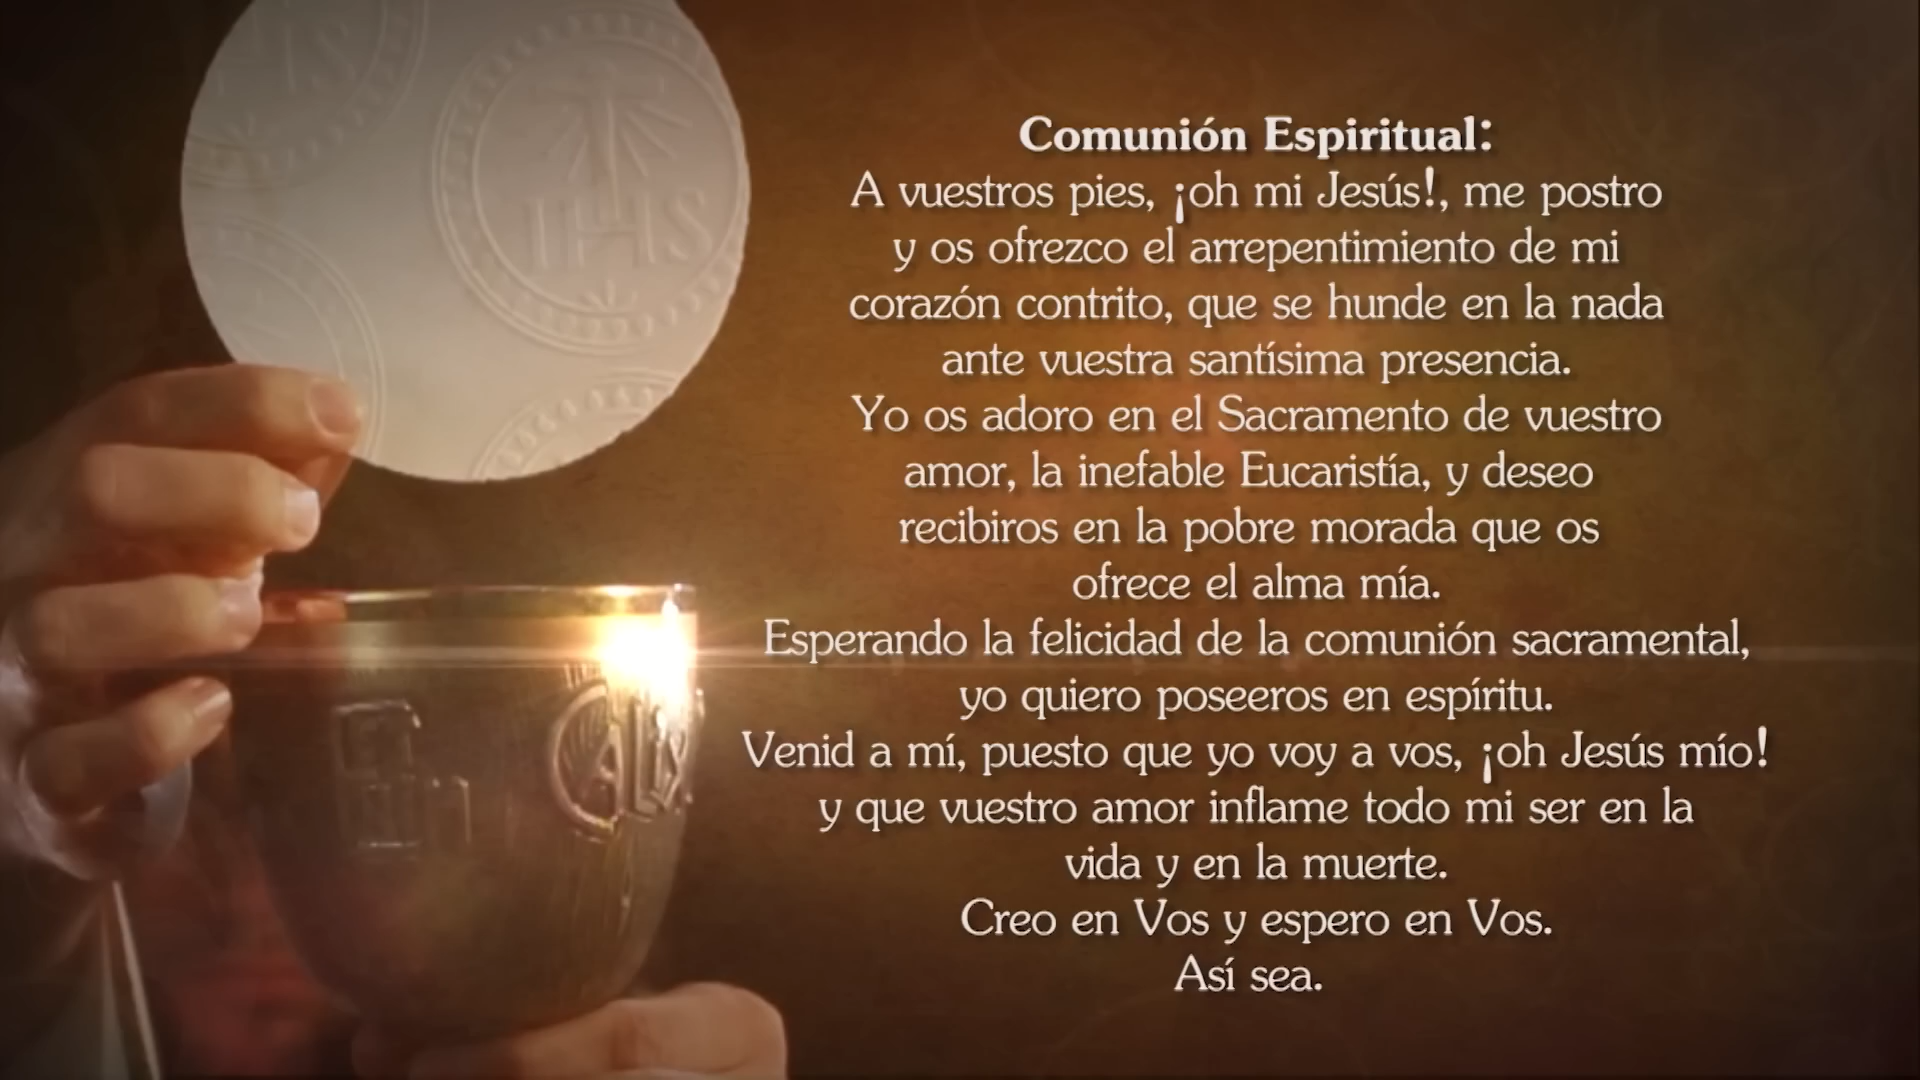 Comunión Espiritual:
A vuestros pies, ¡oh mi Jesús!, me postro
y os ofrezco el arrepentimiento de mi
corazón contrito, que se hunde en la nada
ante vuestra santísima presencia.
Yo os adoro en el Sacramento de vuestro
amor, la inefable Eucaristía, y deseo
recibiros en la pobre morada que os
ofrece el alma mía.
Esperando la felicidad de la comunión sacramental,
yo quiero poseeros en espíritu.
Venid a mí, puesto que yo voy a vos, ¡oh Jesús mío!
y que vuestro amor inflame todo mi ser en la
vida y en la muerte.
Creo en Vos y espero en Vos.
Así sea.
IHS
CALIX